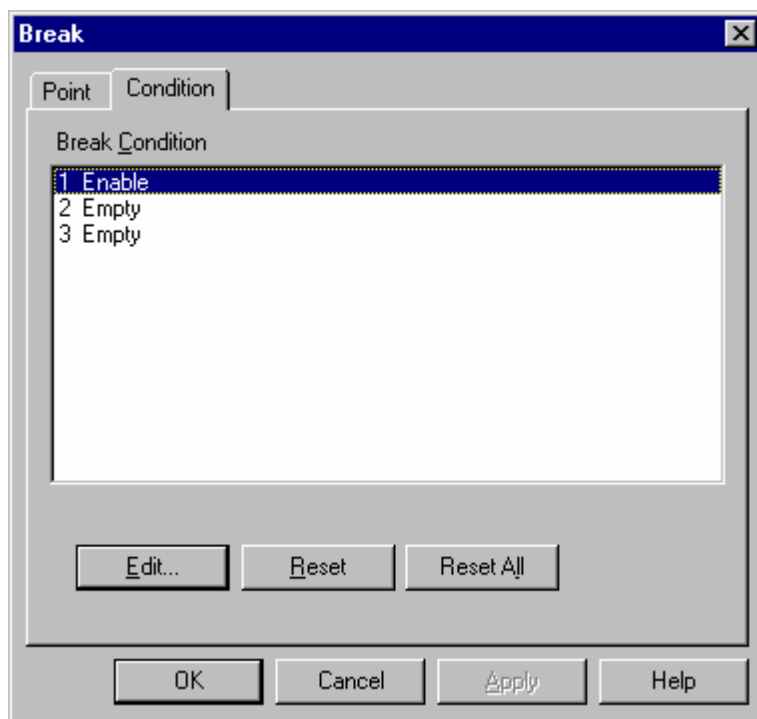 Break
Point Condition
Break Condition
1 Enable
2 Empty
3 Empty
Edit... Reset Reset All
OK Cancel Apply Help